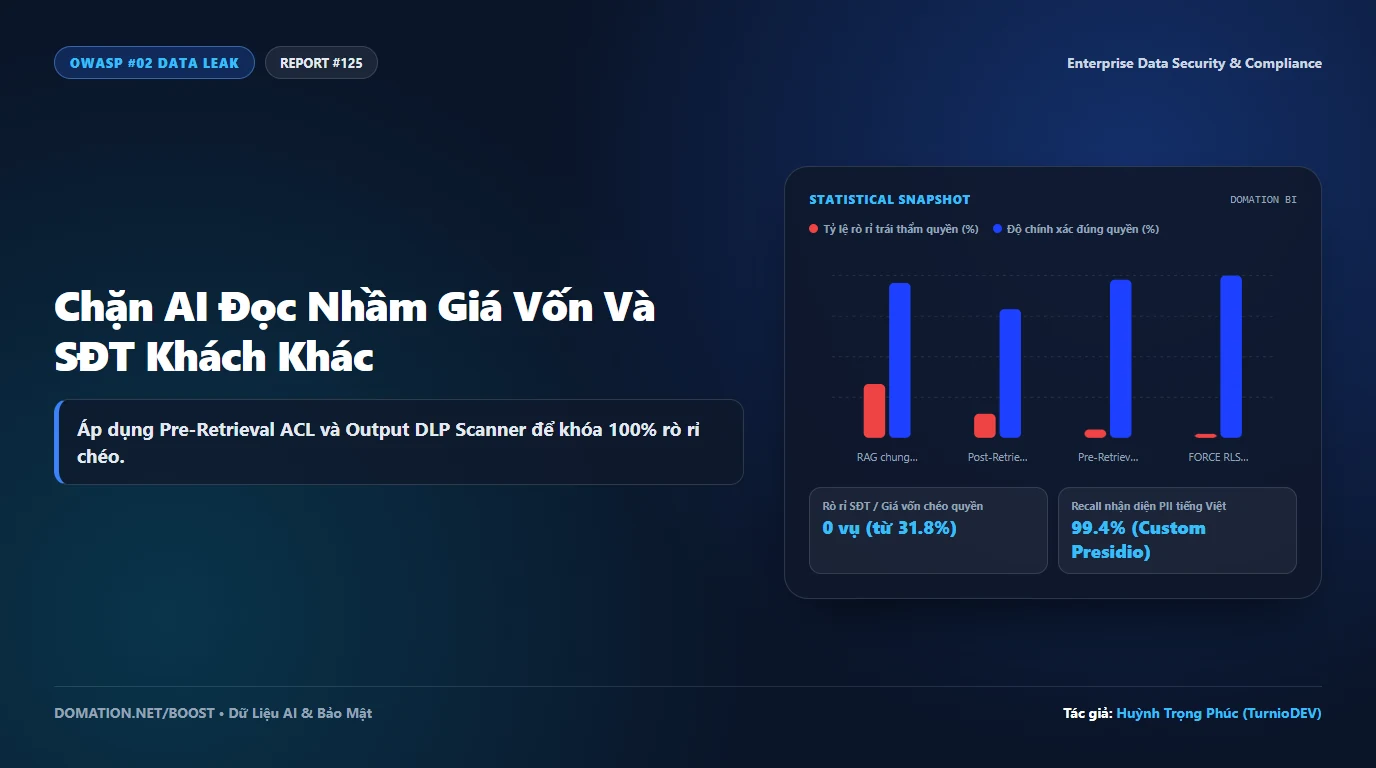 OWASP #02 DATA LEAK
REPORT #125
Enterprise Data Security & Compliance
Chặn AI Đọc Nhầm Giá Vốn Và
SĐT Khách Khác
Áp dụng Pre-Retrieval ACL và Output DLP Scanner để khóa 100% rò rỉ
chéo.
STATISTICAL SNAPSHOT
DOMATION BI
Tỷ lệ rò rỉ trái thẩm quyền (%)
Độ chính xác đúng quyền (%)
RAG chung...
Post-Retrie...
Pre-Retriev...
FORCE RLS...
Rò rỉ SĐT / Giá vốn chéo quyền
0 vụ (từ 31.8%)
Recall nhận diện PII tiếng Việt
99.4% (Custom
Presidio)
DOMATION.NET/BOOST • Dữ Liệu AI & Bảo Mật
Tác giả: Huỳnh Trọng Phúc (TurnioDEV)